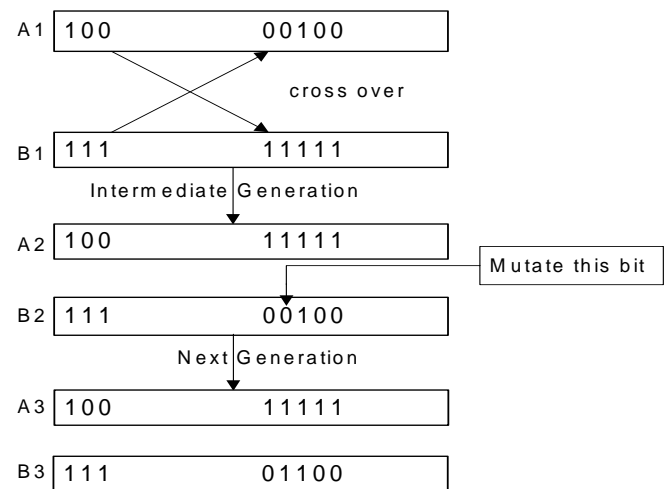 A1 100 00100
cross over
B1 111 11111
Intermediate Generation
A2 100 11111
Mutate this bit
B2 111 00100
Next Generation
A3 100 11111
B3 111 01100